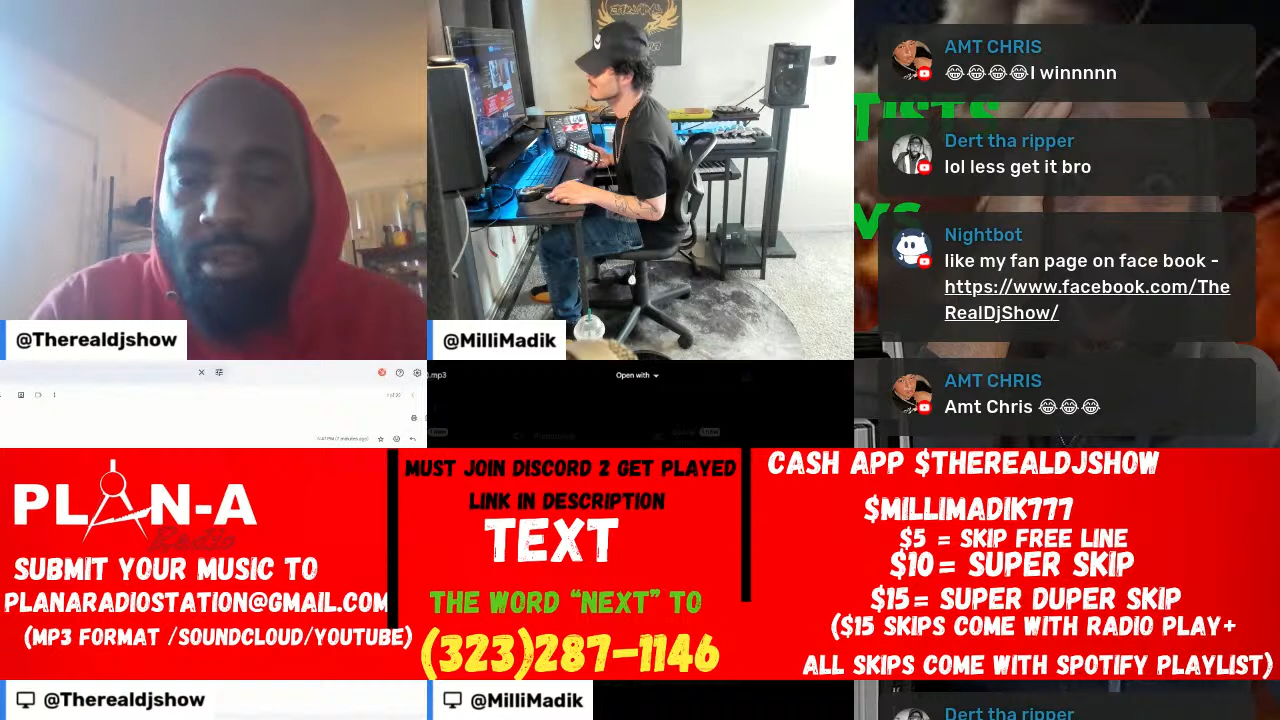 @Therealdjshow
@MilliMadik
AMT CHRIS
😂😂😂😂I winnnnn
Dert tha ripper
lol less get it bro
Nightbot
like my fan page on face book -
https://www.facebook.com/The
RealDjShow/
AMT CHRIS
Amt Chris 😂😂😂
.mp3
Open with
PLAN-A
Radio
SUBMIT YOUR MUSIC TO
PLANARADIOSTATION@GMAIL.COM
(MP3 FORMAT /SOUNDCLOUD/YOUTUBE)
MUST JOIN DISCORD 2 GET PLAYED
LINK IN DESCRIPTION
TEXT
THE WORD “NEXT” TO
(323)287-1146
CASH APP $THEREALDJSHOW
$MILLIMADIK777
$5 = SKIP FREE LINE
$10 = SUPER SKIP
$15 = SUPER DUPER SKIP
($15 SKIPS COME WITH RADIO PLAY+
ALL SKIPS COME WITH SPOTIFY PLAYLIST)
@Therealdjshow
@MilliMadik
Dert tha ripper